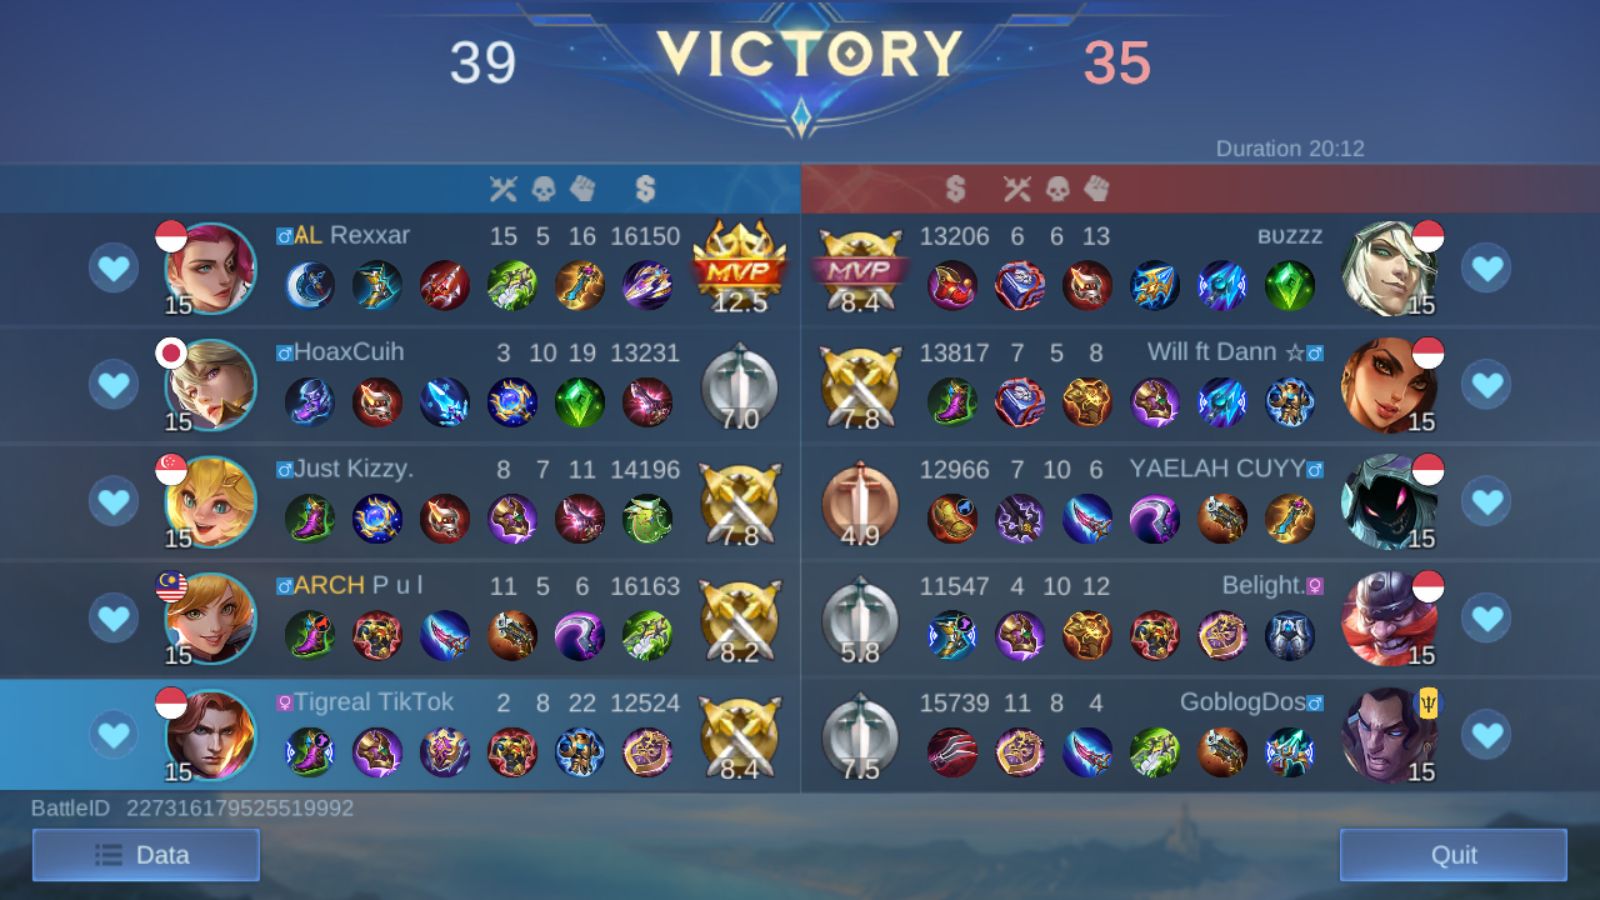 39 VICTORY 35
Duration 20:12
AL Rexxar 15 5 16 16150 MVP 12.5
15
MVP 8.4 13206 6 6 13 BUZZZ
15
HoaxCuih 3 10 19 13231 7.0
15
7.8 13817 7 5 8 Will ft Dann ☆
15
Just Kizzy. 8 7 11 14196 7.8
15
4.9 12966 7 10 6 YAELAH CUYY
15
ARCH P u l 11 5 6 16163 8.2
15
5.8 11547 4 10 12 Belight.
15
Tigreal TikTok 2 8 22 12524 8.4
15
7.5 15739 11 8 4 GoblogDos
15
BattleID 227316179525519992
Data
Quit